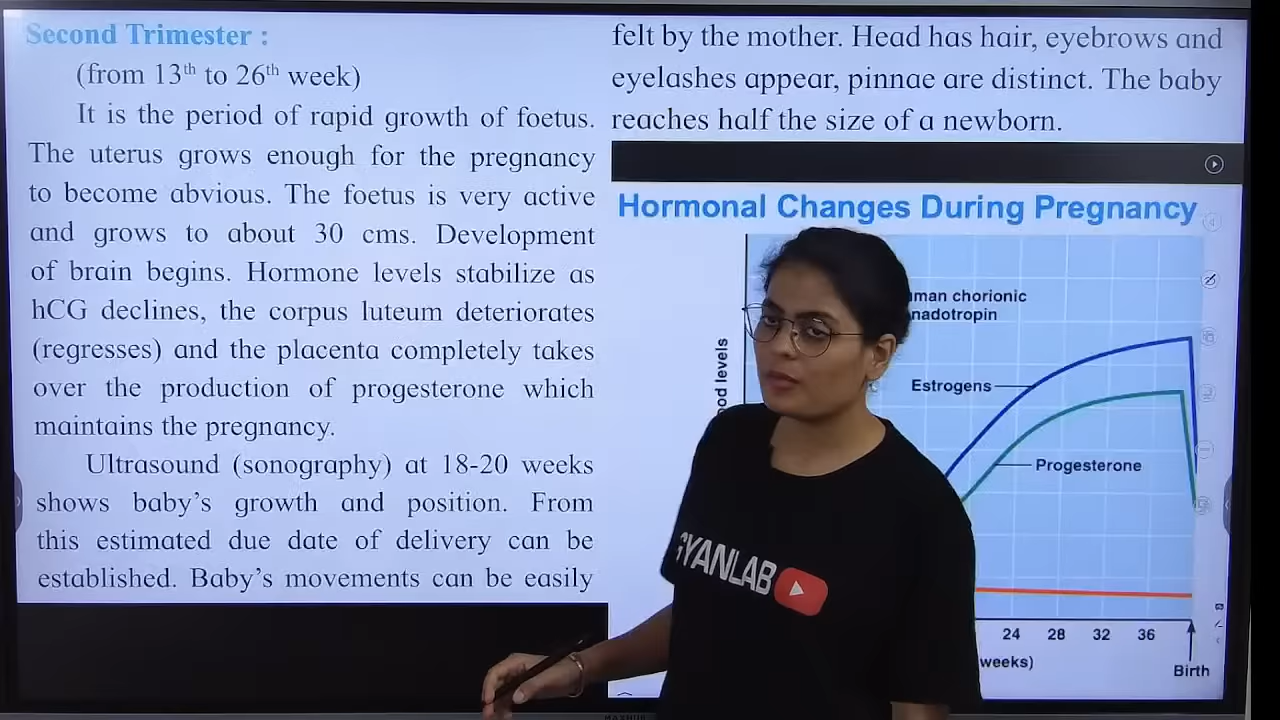 Second Trimester :
(from 13th to 26th week)
It is the period of rapid growth of foetus.
The uterus grows enough for the pregnancy
to become abvious. The foetus is very active
and grows to about 30 cms. Development
of brain begins. Hormone levels stabilize as
hCG declines, the corpus luteum deteriorates
(regresses) and the placenta completely takes
over the production of progesterone which
maintains the pregnancy.
Ultrasound (sonography) at 18-20 weeks
shows baby's growth and position. From
this estimated due date of delivery can be
established. Baby's movements can be easily
felt by the mother. Head has hair, eyebrows and
eyelashes appear, pinnae are distinct. The baby
reaches half the size of a newborn.
Hormonal Changes During Pregnancy
chorionic
Estrogens
Progesterone
levels
24 28 32 36
weeks)
Birth
GYANLAB